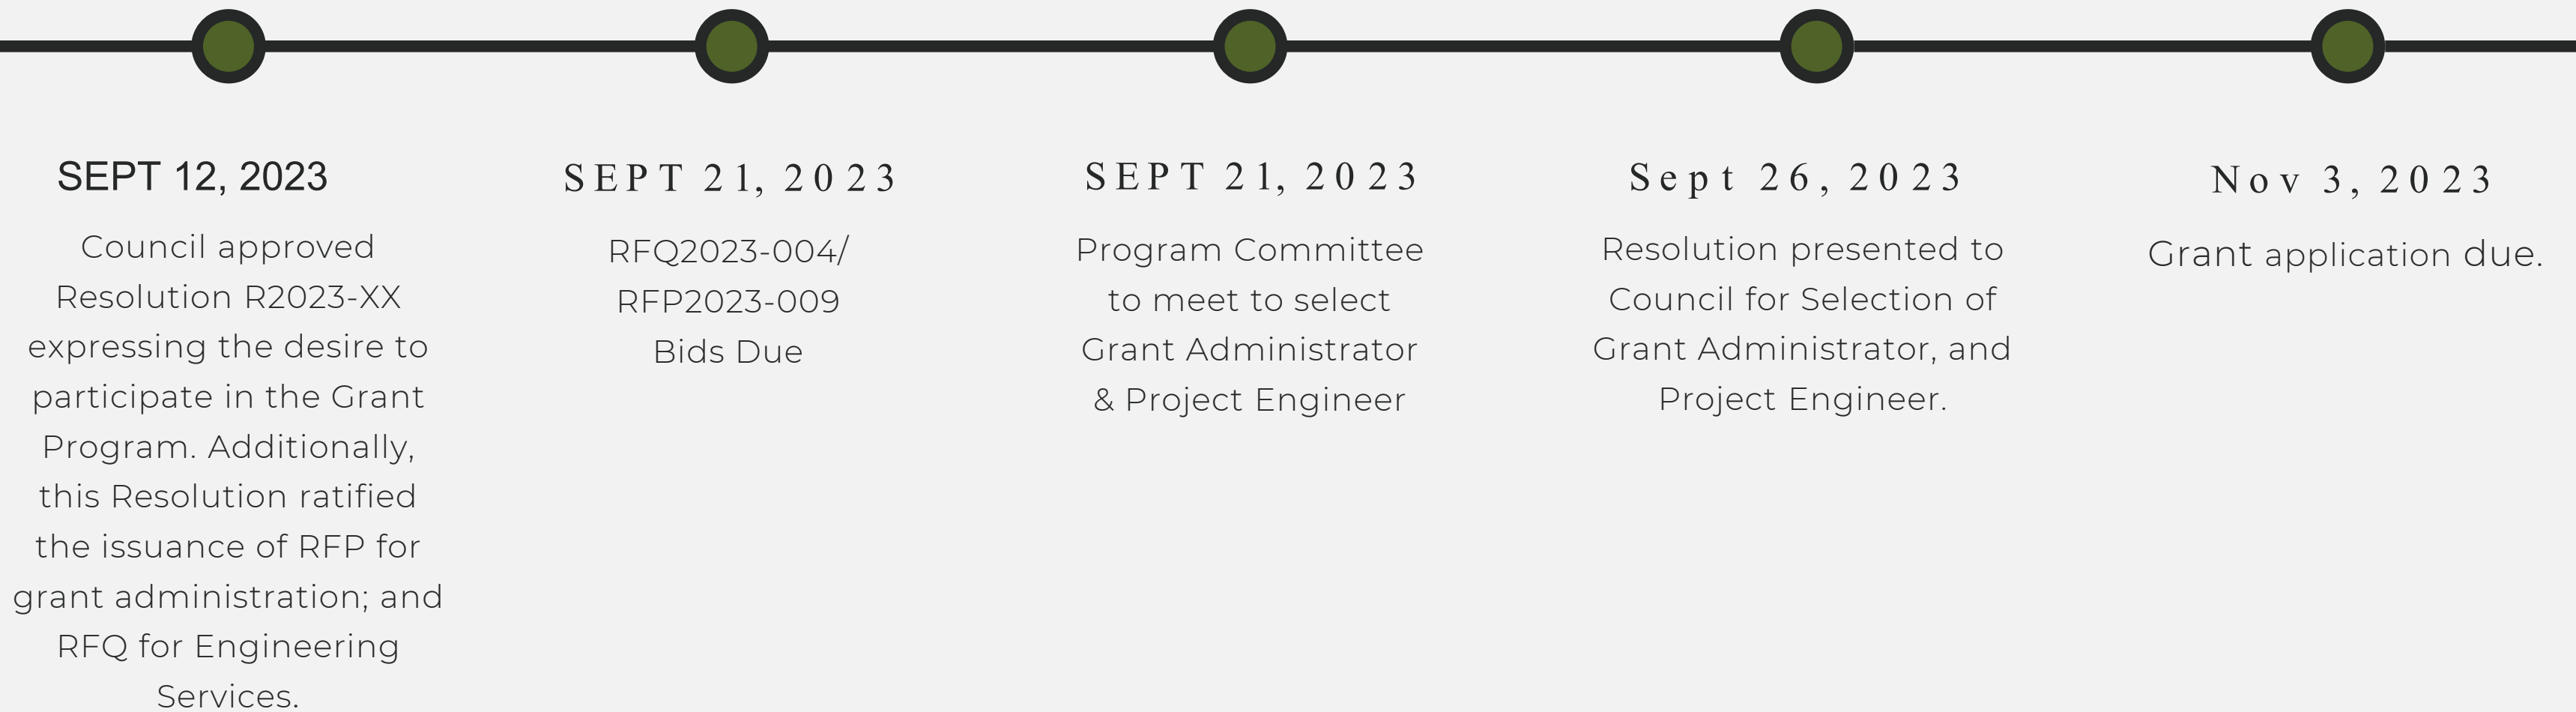 SEPT 12, 2023
Council approved
Resolution R2023-XX
expressing the desire to
participate in the Grant
Program. Additionally,
this Resolution ratified
the issuance of RFP for
grant administration; and
RFQ for Engineering
Services.
SEPT 21, 2023
RFQ2023-004/
RFP2023-009
Bids Due
SEPT 21, 2023
Program Committee
to meet to select
Grant Administrator
& Project Engineer
Sept 26, 2023
Resolution presented to
Council for Selection of
Grant Administrator, and
Project Engineer.
Nov 3, 2023
Grant application due.